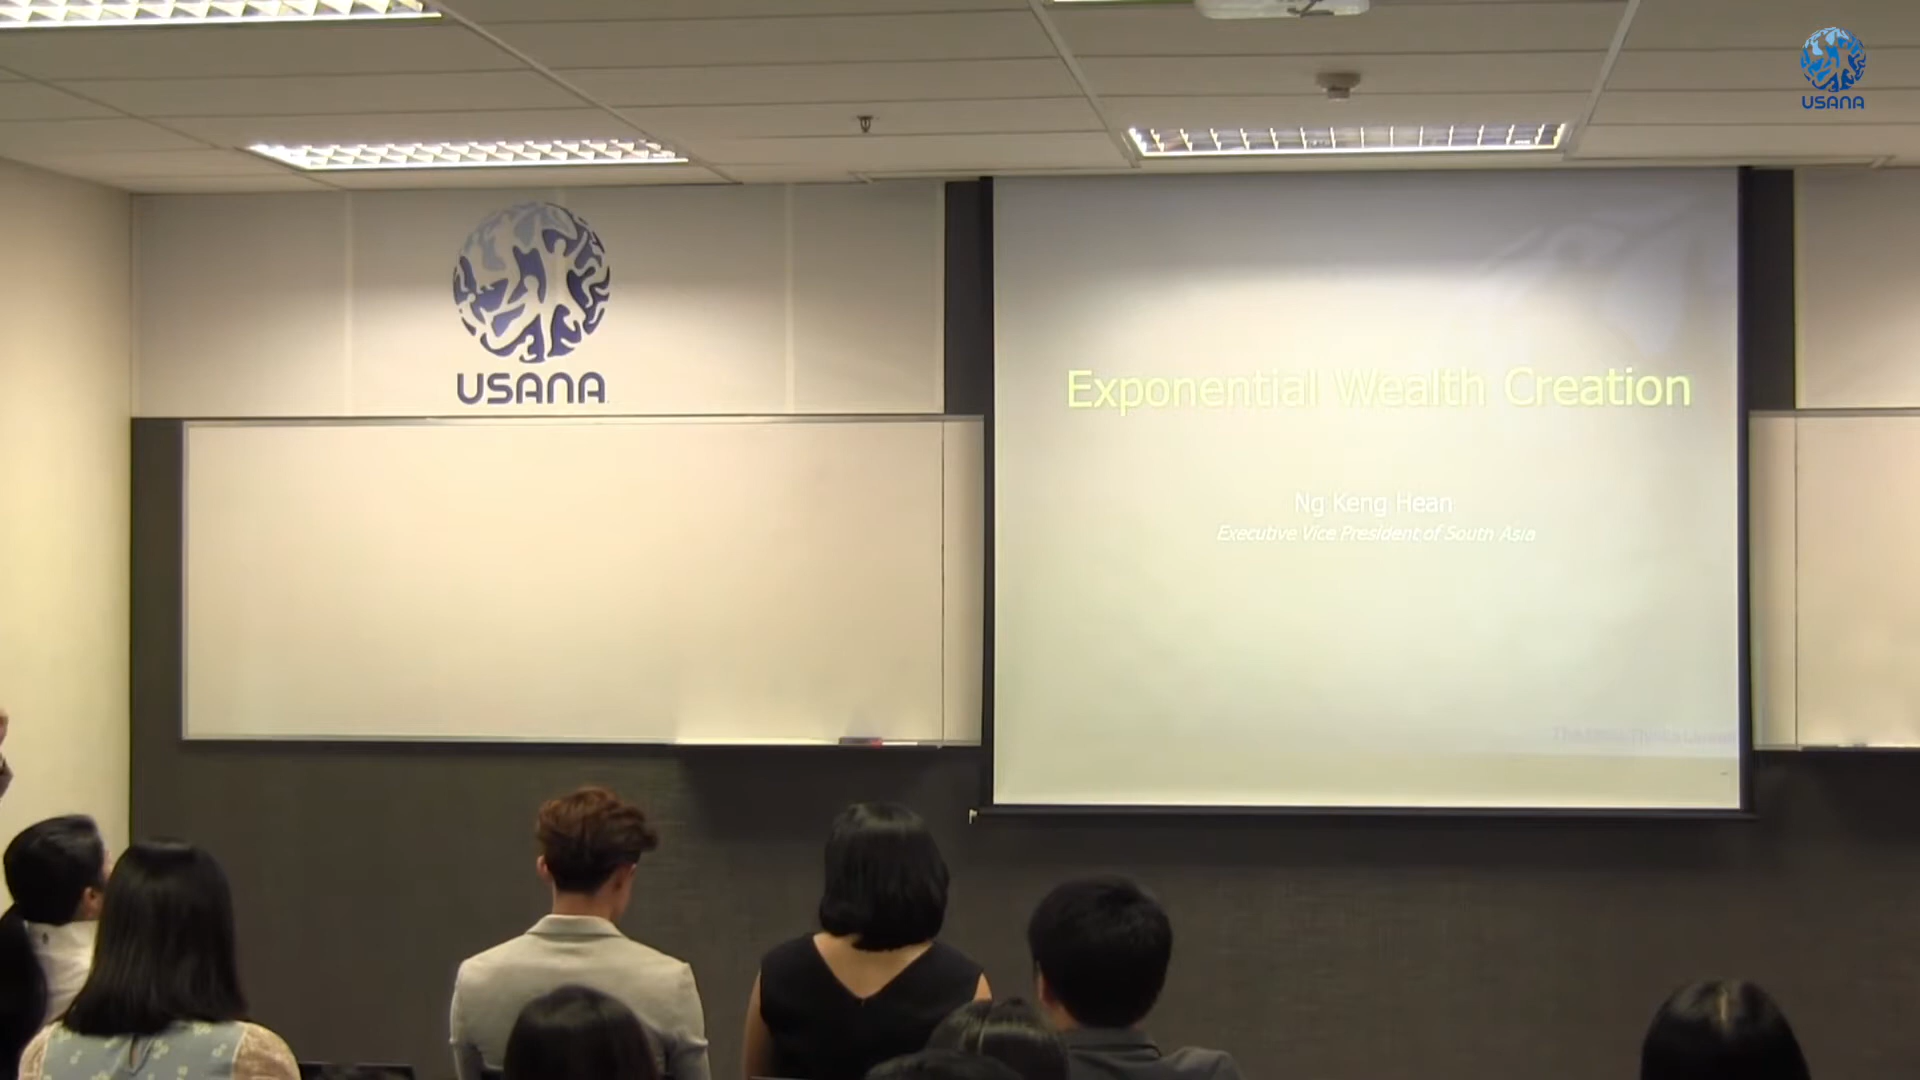 USANA
USANA
Exponential Wealth Creation
Ng Keng Hean
Executive Vice President of South Asia